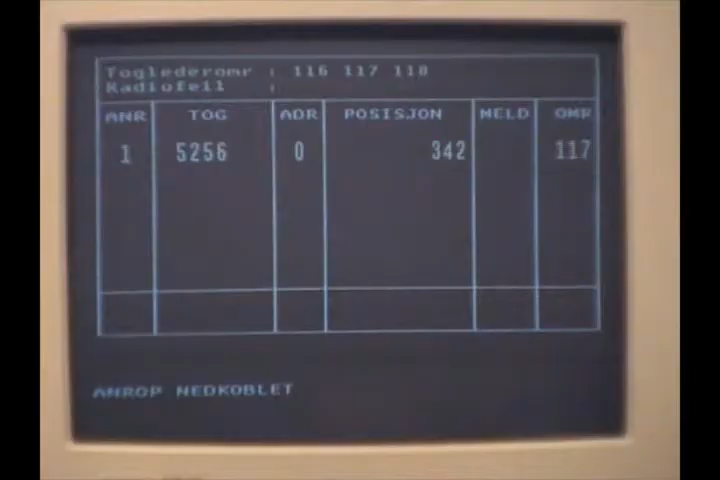 Toglederomr : 116 117 118
Radiofeil :
ANR TOG ADR POSISJON MELD OMR
1 5256 0 342 117
ANROP NEDKOBLET